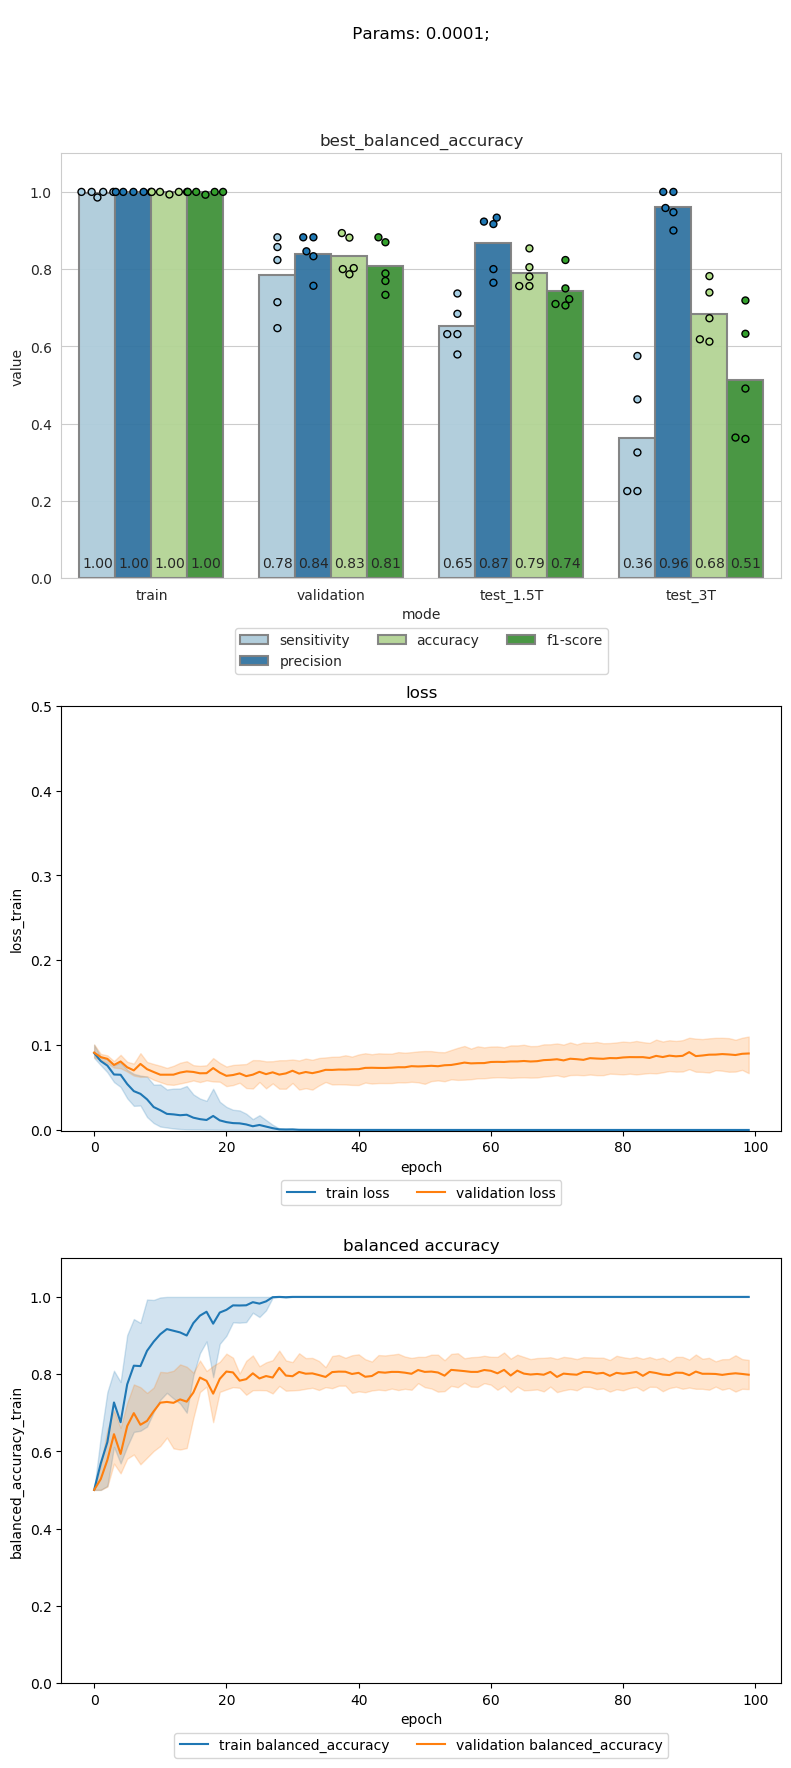 Params: 0.0001;
best_balanced_accuracy
value
1.0
0.8
0.6
0.4
0.2
0.0
1.00 1.00 1.00 1.00 0.78 0.84 0.83 0.81 0.65 0.87 0.79 0.74 0.36 0.96 0.68 0.51
train validation test_1.5T test_3T
mode
sensitivity accuracy f1-score
precision
loss
loss_train
0.5
0.4
0.3
0.2
0.1
0.0
0 20 40 60 80 100
epoch
train loss validation loss
balanced accuracy
balanced_accuracy_train
1.0
0.8
0.6
0.4
0.2
0.0
0 20 40 60 80 100
epoch
train balanced_accuracy validation balanced_accuracy